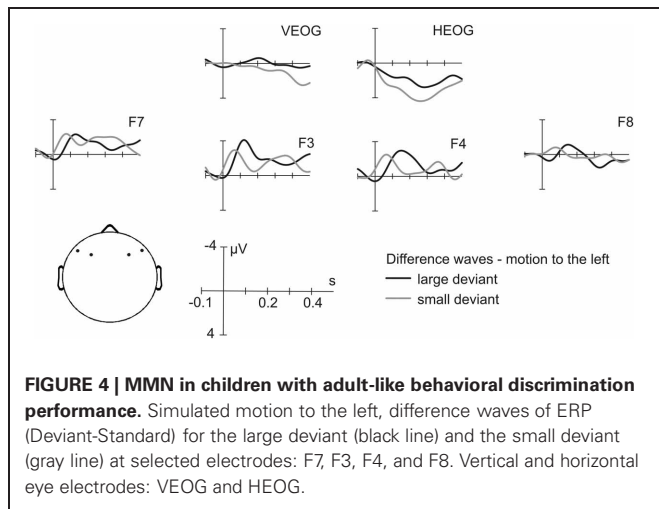 VEOG HEOG
F7 F3 F4 F8
-4 µV
Difference waves - motion to the left
large deviant
s
small deviant
-0.1 0.2 0.4
4
FIGURE 4 | MMN in children with adult-like behavioral discrimination
performance. Simulated motion to the left, difference waves of ERP
(Deviant-Standard) for the large deviant (black line) and the small deviant
(gray line) at selected electrodes: F7, F3, F4, and F8. Vertical and horizontal
eye electrodes: VEOG and HEOG.